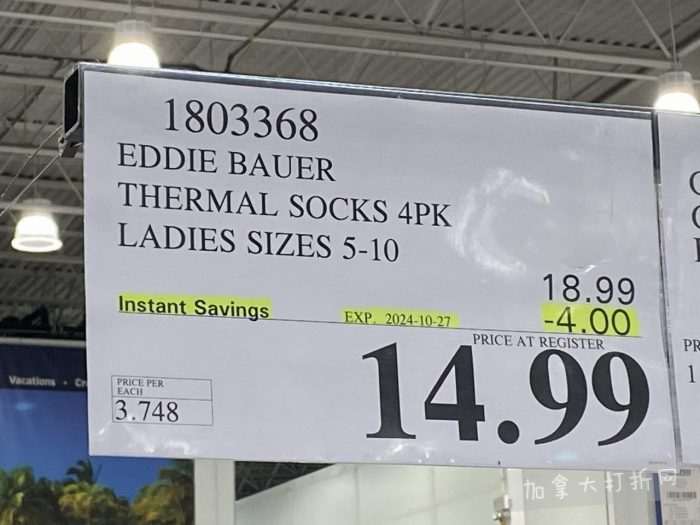 1803368
EDDIE BAUER
THERMAL SOCKS 4PK
LADIES SIZES 5-10
18.99
Instant Savings EXP. 2024-10-27 -4.00
PRICE AT REGISTER
14.99
PRICE PER
EACH
3.748
Vacations
加拿大打折网